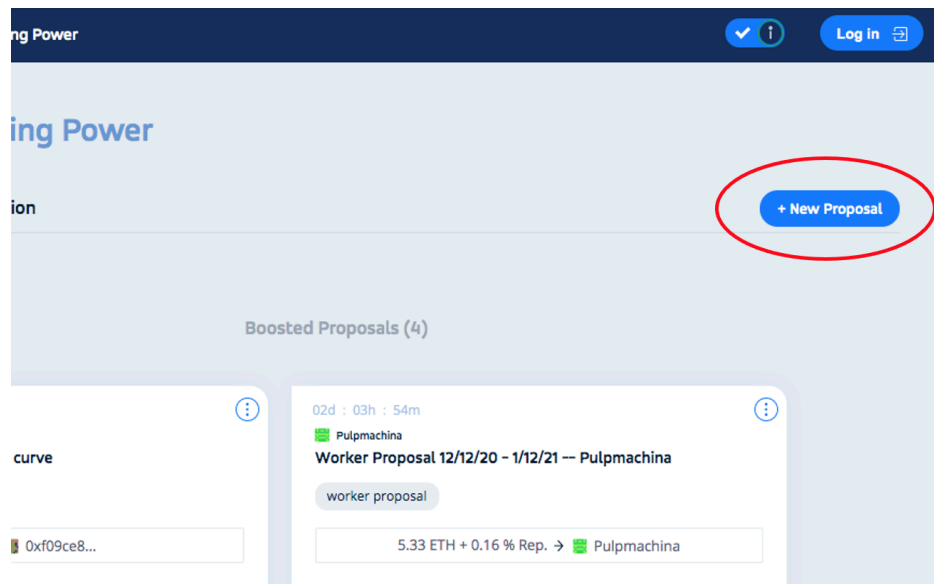 ng Power
Log in
ing Power
ion
+ New Proposal
Boosted Proposals (4)
curve
0xf09ce8...
02d : 03h : 54m
Pulpmachina
Worker Proposal 12/12/20 - 1/12/21 -- Pulpmachina
worker proposal
5.33 ETH + 0.16 % Rep. → Pulpmachina